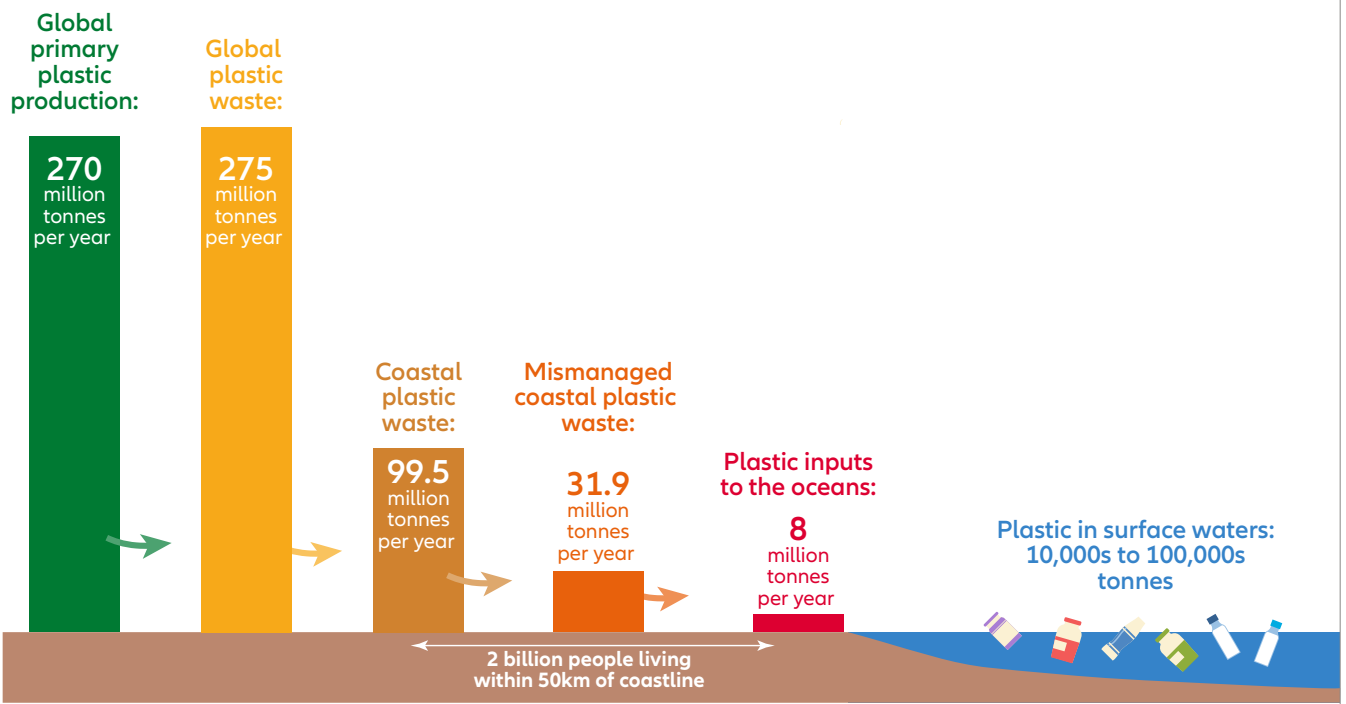 Global
primary
plastic
production:
270
million
tonnes
per year
Global
plastic
waste:
275
million
tonnes
per year
Coastal
plastic
waste:
99.5
million
tonnes
per year
Mismanaged
coastal plastic
waste:
31.9
million
tonnes
per year
Plastic inputs
to the oceans:
8
million
tonnes
per year
Plastic in surface waters:
10,000s to 100,000s
tonnes
2 billion people living
within 50km of coastline